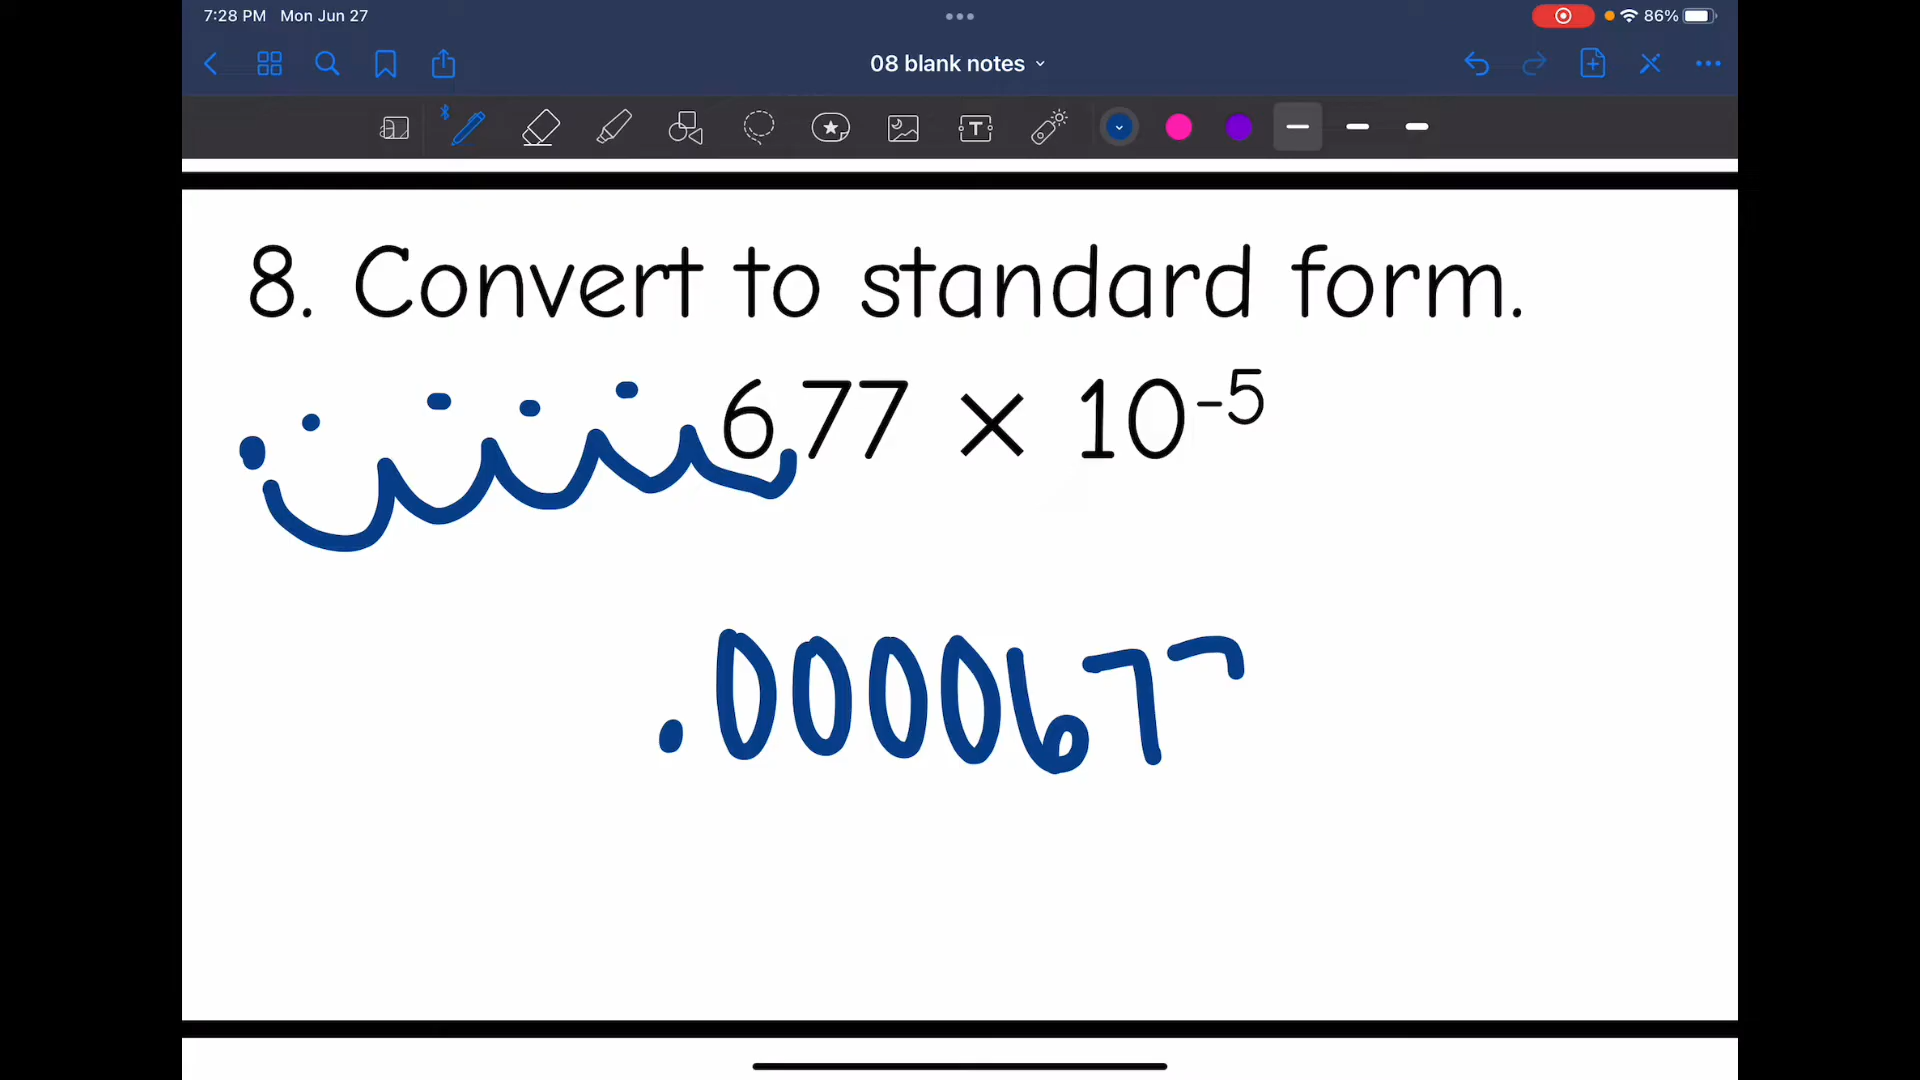 7:28 PM Mon Jun 27
86%
08 blank notes
T
8. Convert to standard form.
6.77 × 10⁻⁵
.0000677